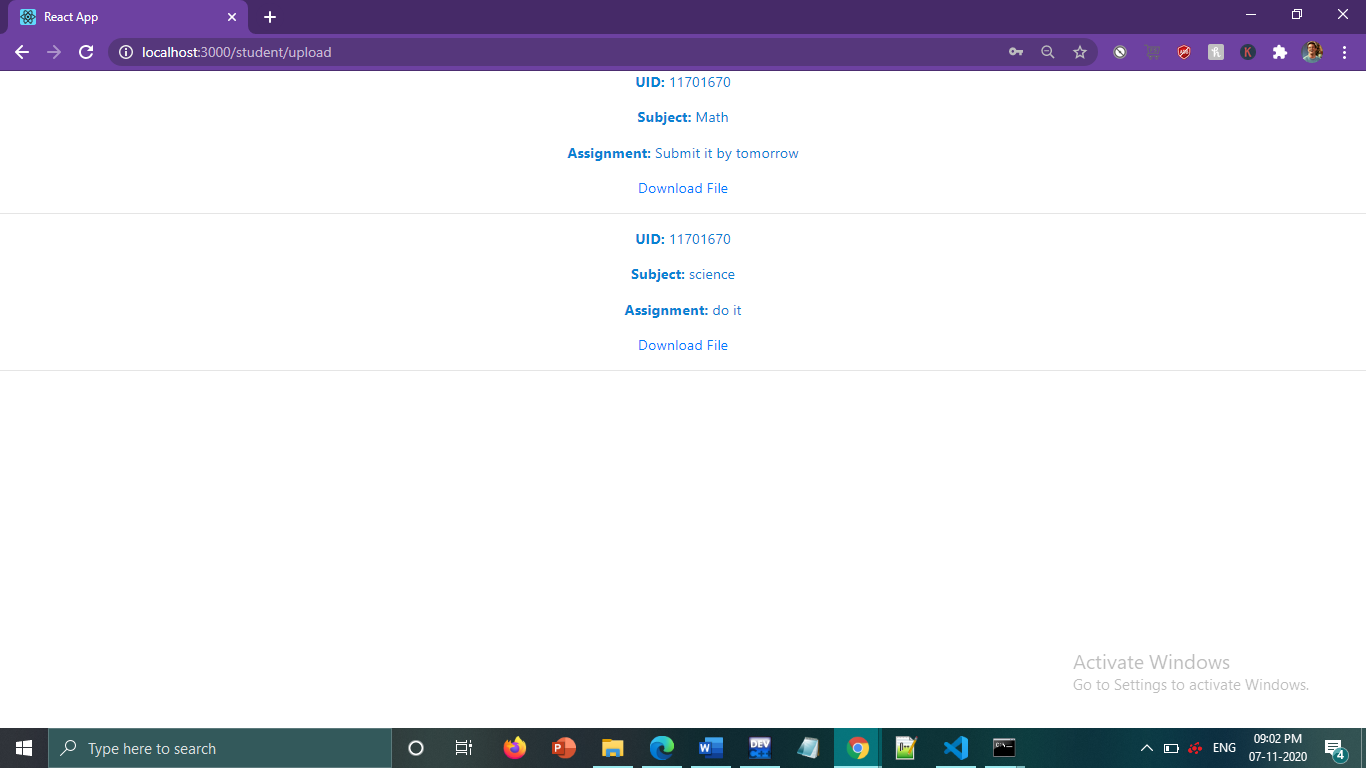 React App
localhost:3000/student/upload
UID: 11701670
Subject: Math
Assignment: Submit it by tomorrow
Download File
UID: 11701670
Subject: science
Assignment: do it
Download File
Activate Windows
Go to Settings to activate Windows.
Type here to search
DEV
ENG
09:02 PM
07-11-2020
4